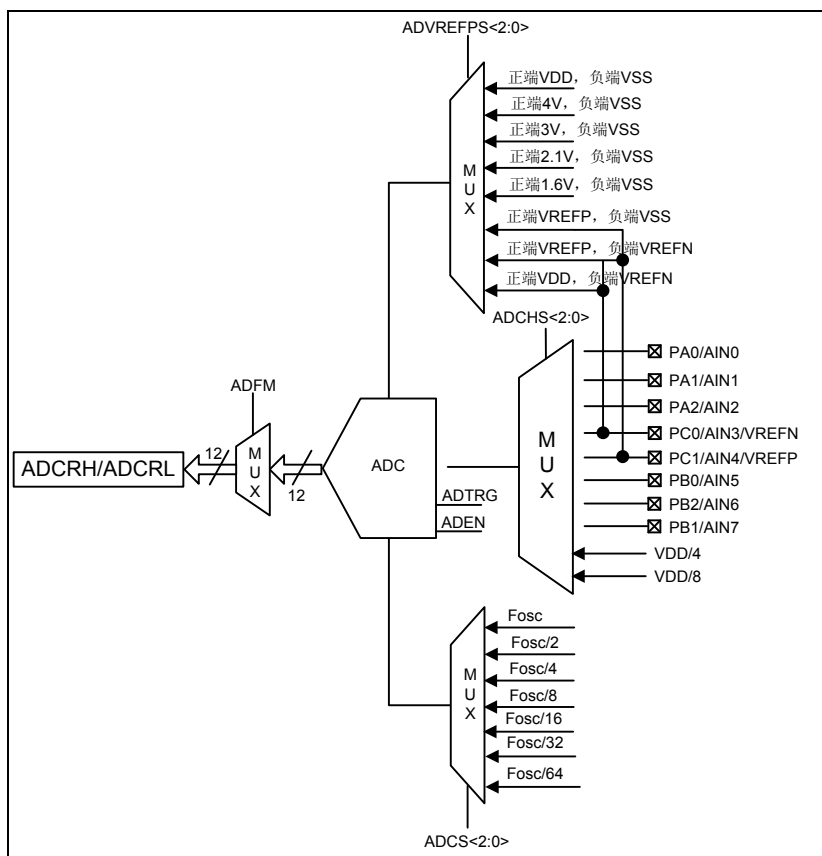 ADVREFPS<2:0>
正端VDD，负端VSS
正端4V，负端VSS
正端3V，负端VSS
正端2.1V，负端VSS
正端1.6V，负端VSS
正端VREFP，负端VSS
正端VREFP，负端VREFN
正端VDD，负端VREFN
MUX
ADCHS<2:0>
PA0/AIN0
PA1/AIN1
PA2/AIN2
PC0/AIN3/VREFN
PC1/AIN4/VREFP
PB0/AIN5
PB2/AIN6
PB1/AIN7
VDD/4
VDD/8
MUX
ADFM
ADCRH/ADCRL
12
MUX
12
ADC
ADTRG
ADEN
Fosc
Fosc/2
Fosc/4
Fosc/8
Fosc/16
Fosc/32
Fosc/64
MUX
ADCS<2:0>